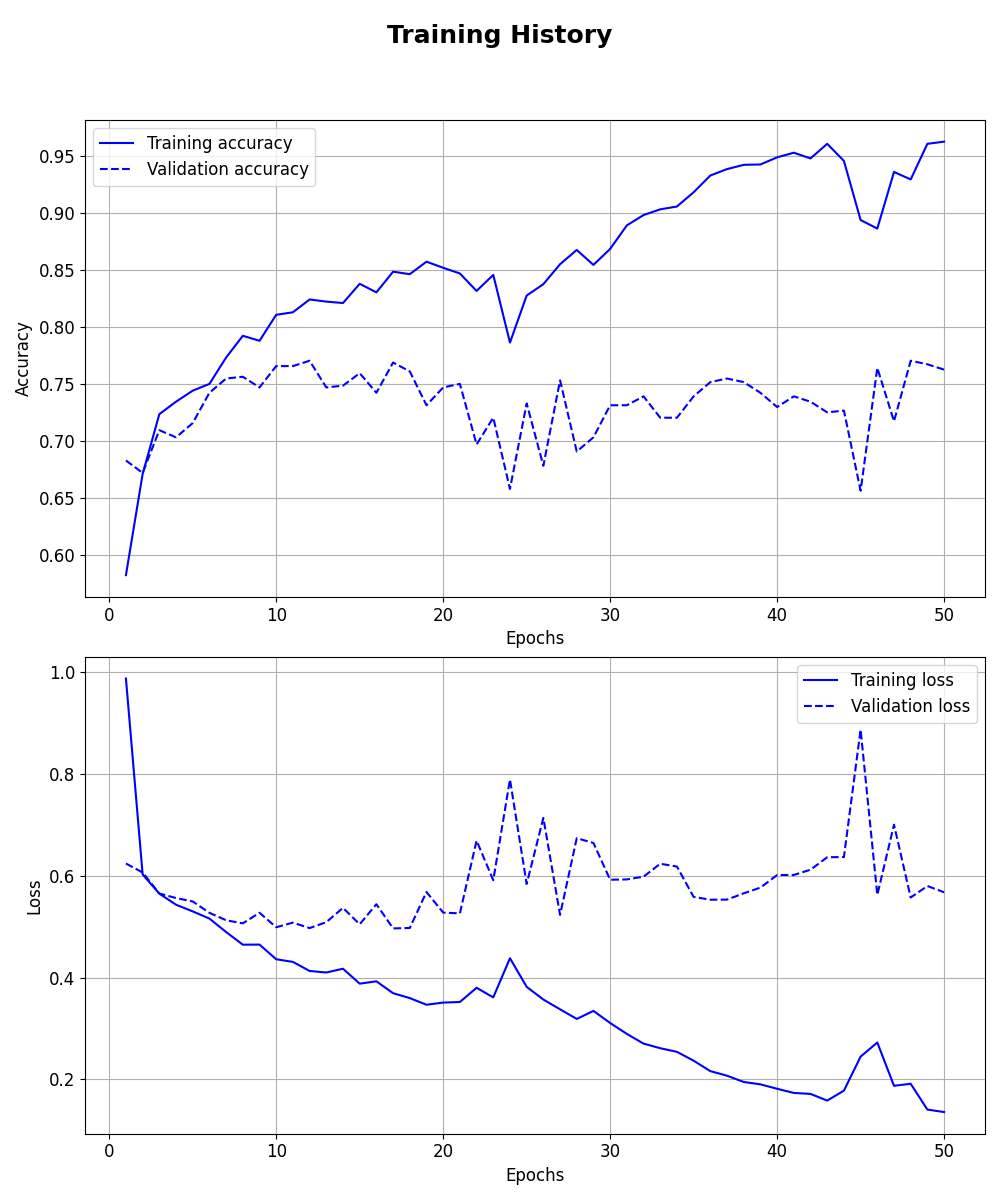 Training History
Training accuracy
Validation accuracy
0.95
0.90
0.85
0.80
0.75
0.70
0.65
0.60
Accuracy
0 10 20 30 40 50
Epochs
Training loss
Validation loss
1.0
0.8
0.6
0.4
0.2
Loss
0 10 20 30 40 50
Epochs